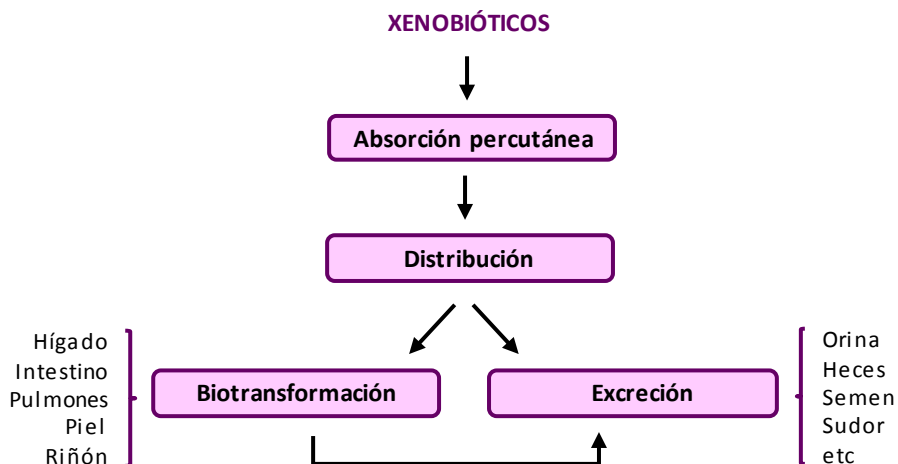 XENOBIÓTICOS
Absorción percutánea
Distribución
Hígado
Intestino
Pulmones
Piel
Riñón
Biotransformación
Excreción
Orina
Heces
Semen
Sudor
etc